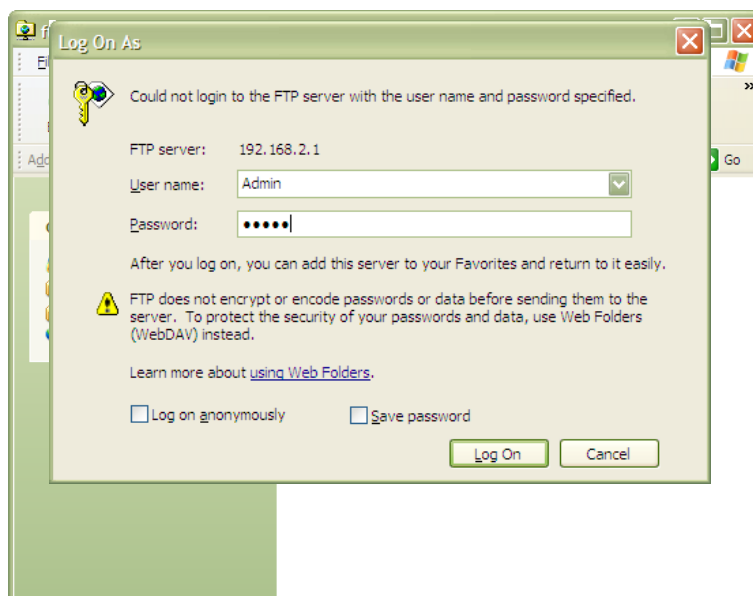 f
Log On As
Could not login to the FTP server with the user name and password specified.
FTP server: 192.168.2.1
User name: Admin
Password: •••••
After you log on, you can add this server to your Favorites and return to it easily.
FTP does not encrypt or encode passwords or data before sending them to the
server. To protect the security of your passwords and data, use Web Folders
(WebDAV) instead.
Learn more about using Web Folders.
Log on anonymously Save password
Log On Cancel
Add
» 
Go